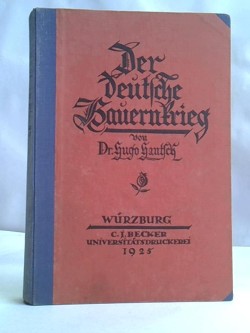 Der
deutsche
Bauernkrieg
von
Dr. Hugo Hantsch
WÜRZBURG
C. J. BECKER
UNIVERSITÄTSDRUCKEREI
1925